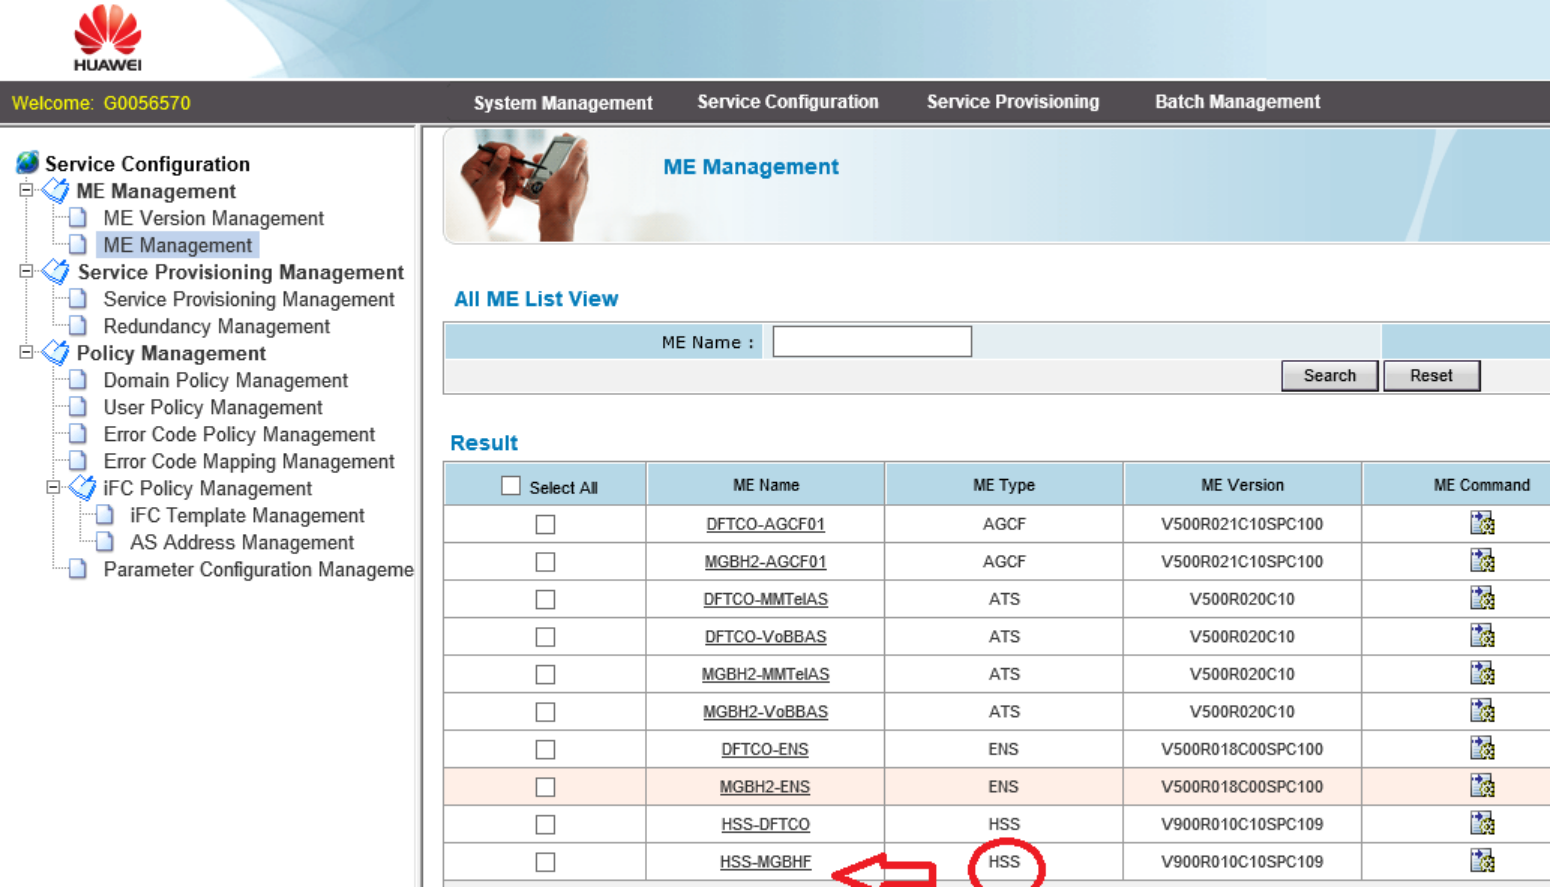 HUAWEI
Welcome: G0056570
System Management Service Configuration Service Provisioning Batch Management
Service Configuration
ME Management
ME Version Management
ME Management
Service Provisioning Management
Service Provisioning Management
Redundancy Management
Policy Management
Domain Policy Management
User Policy Management
Error Code Policy Management
Error Code Mapping Management
iFC Policy Management
iFC Template Management
AS Address Management
Parameter Configuration Manageme
ME Management
All ME List View
ME Name :
Search Reset
Result
Select All ME Name ME Type ME Version ME Command
DFTCO-AGCF01 AGCF V500R021C10SPC100
MGBH2-AGCF01 AGCF V500R021C10SPC100
DFTCO-MMTelAS ATS V500R020C10
DFTCO-VoBBAS ATS V500R020C10
MGBH2-MMTelAS ATS V500R020C10
MGBH2-VoBBAS ATS V500R020C10
DFTCO-ENS ENS V500R018C00SPC100
MGBH2-ENS ENS V500R018C00SPC100
HSS-DFTCO HSS V900R010C10SPC109
HSS-MGBHF HSS V900R010C10SPC109